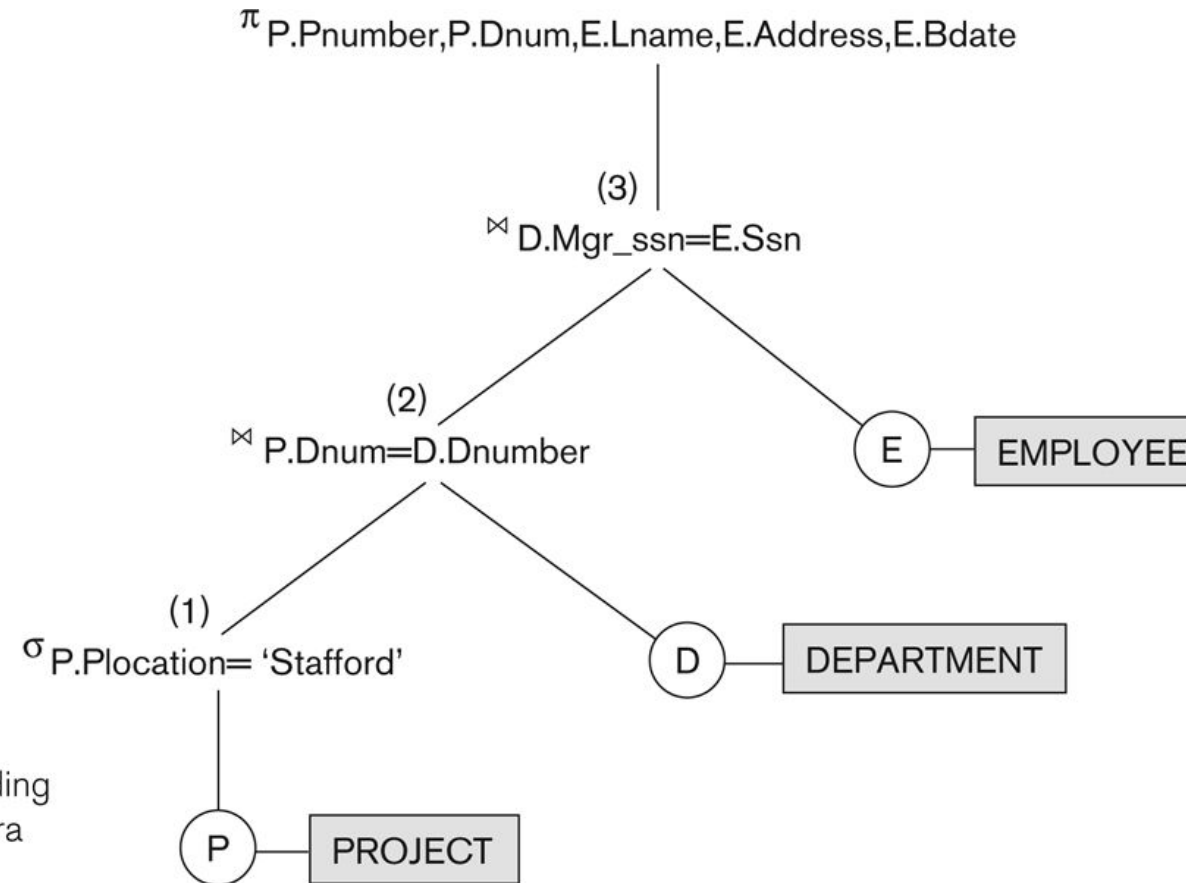 π P.Pnumber,P.Dnum,E.Lname,E.Address,E.Bdate
(3)
⋈ D.Mgr_ssn=E.Ssn
(2)
⋈ P.Dnum=D.Dnumber
E
EMPLOYEE
(1)
σ P.Plocation= ‘Stafford’
D
DEPARTMENT
P
PROJECT